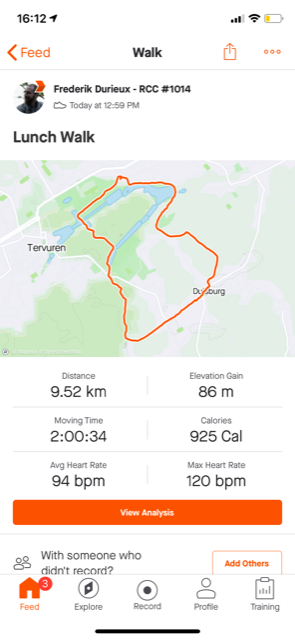 16:12
Feed
Walk
Frederik Durieux - RCC #1014
Today at 12:59 PM
Lunch Walk
Tervuren
Duisburg
Distance
9.52 km
Elevation Gain
86 m
Moving Time
2:00:34
Calories
925 Cal
Avg Heart Rate
94 bpm
Max Heart Rate
120 bpm
View Analysis
With someone who
didn't record?
Add Others
3
Feed
Explore
Record
Profile
Training